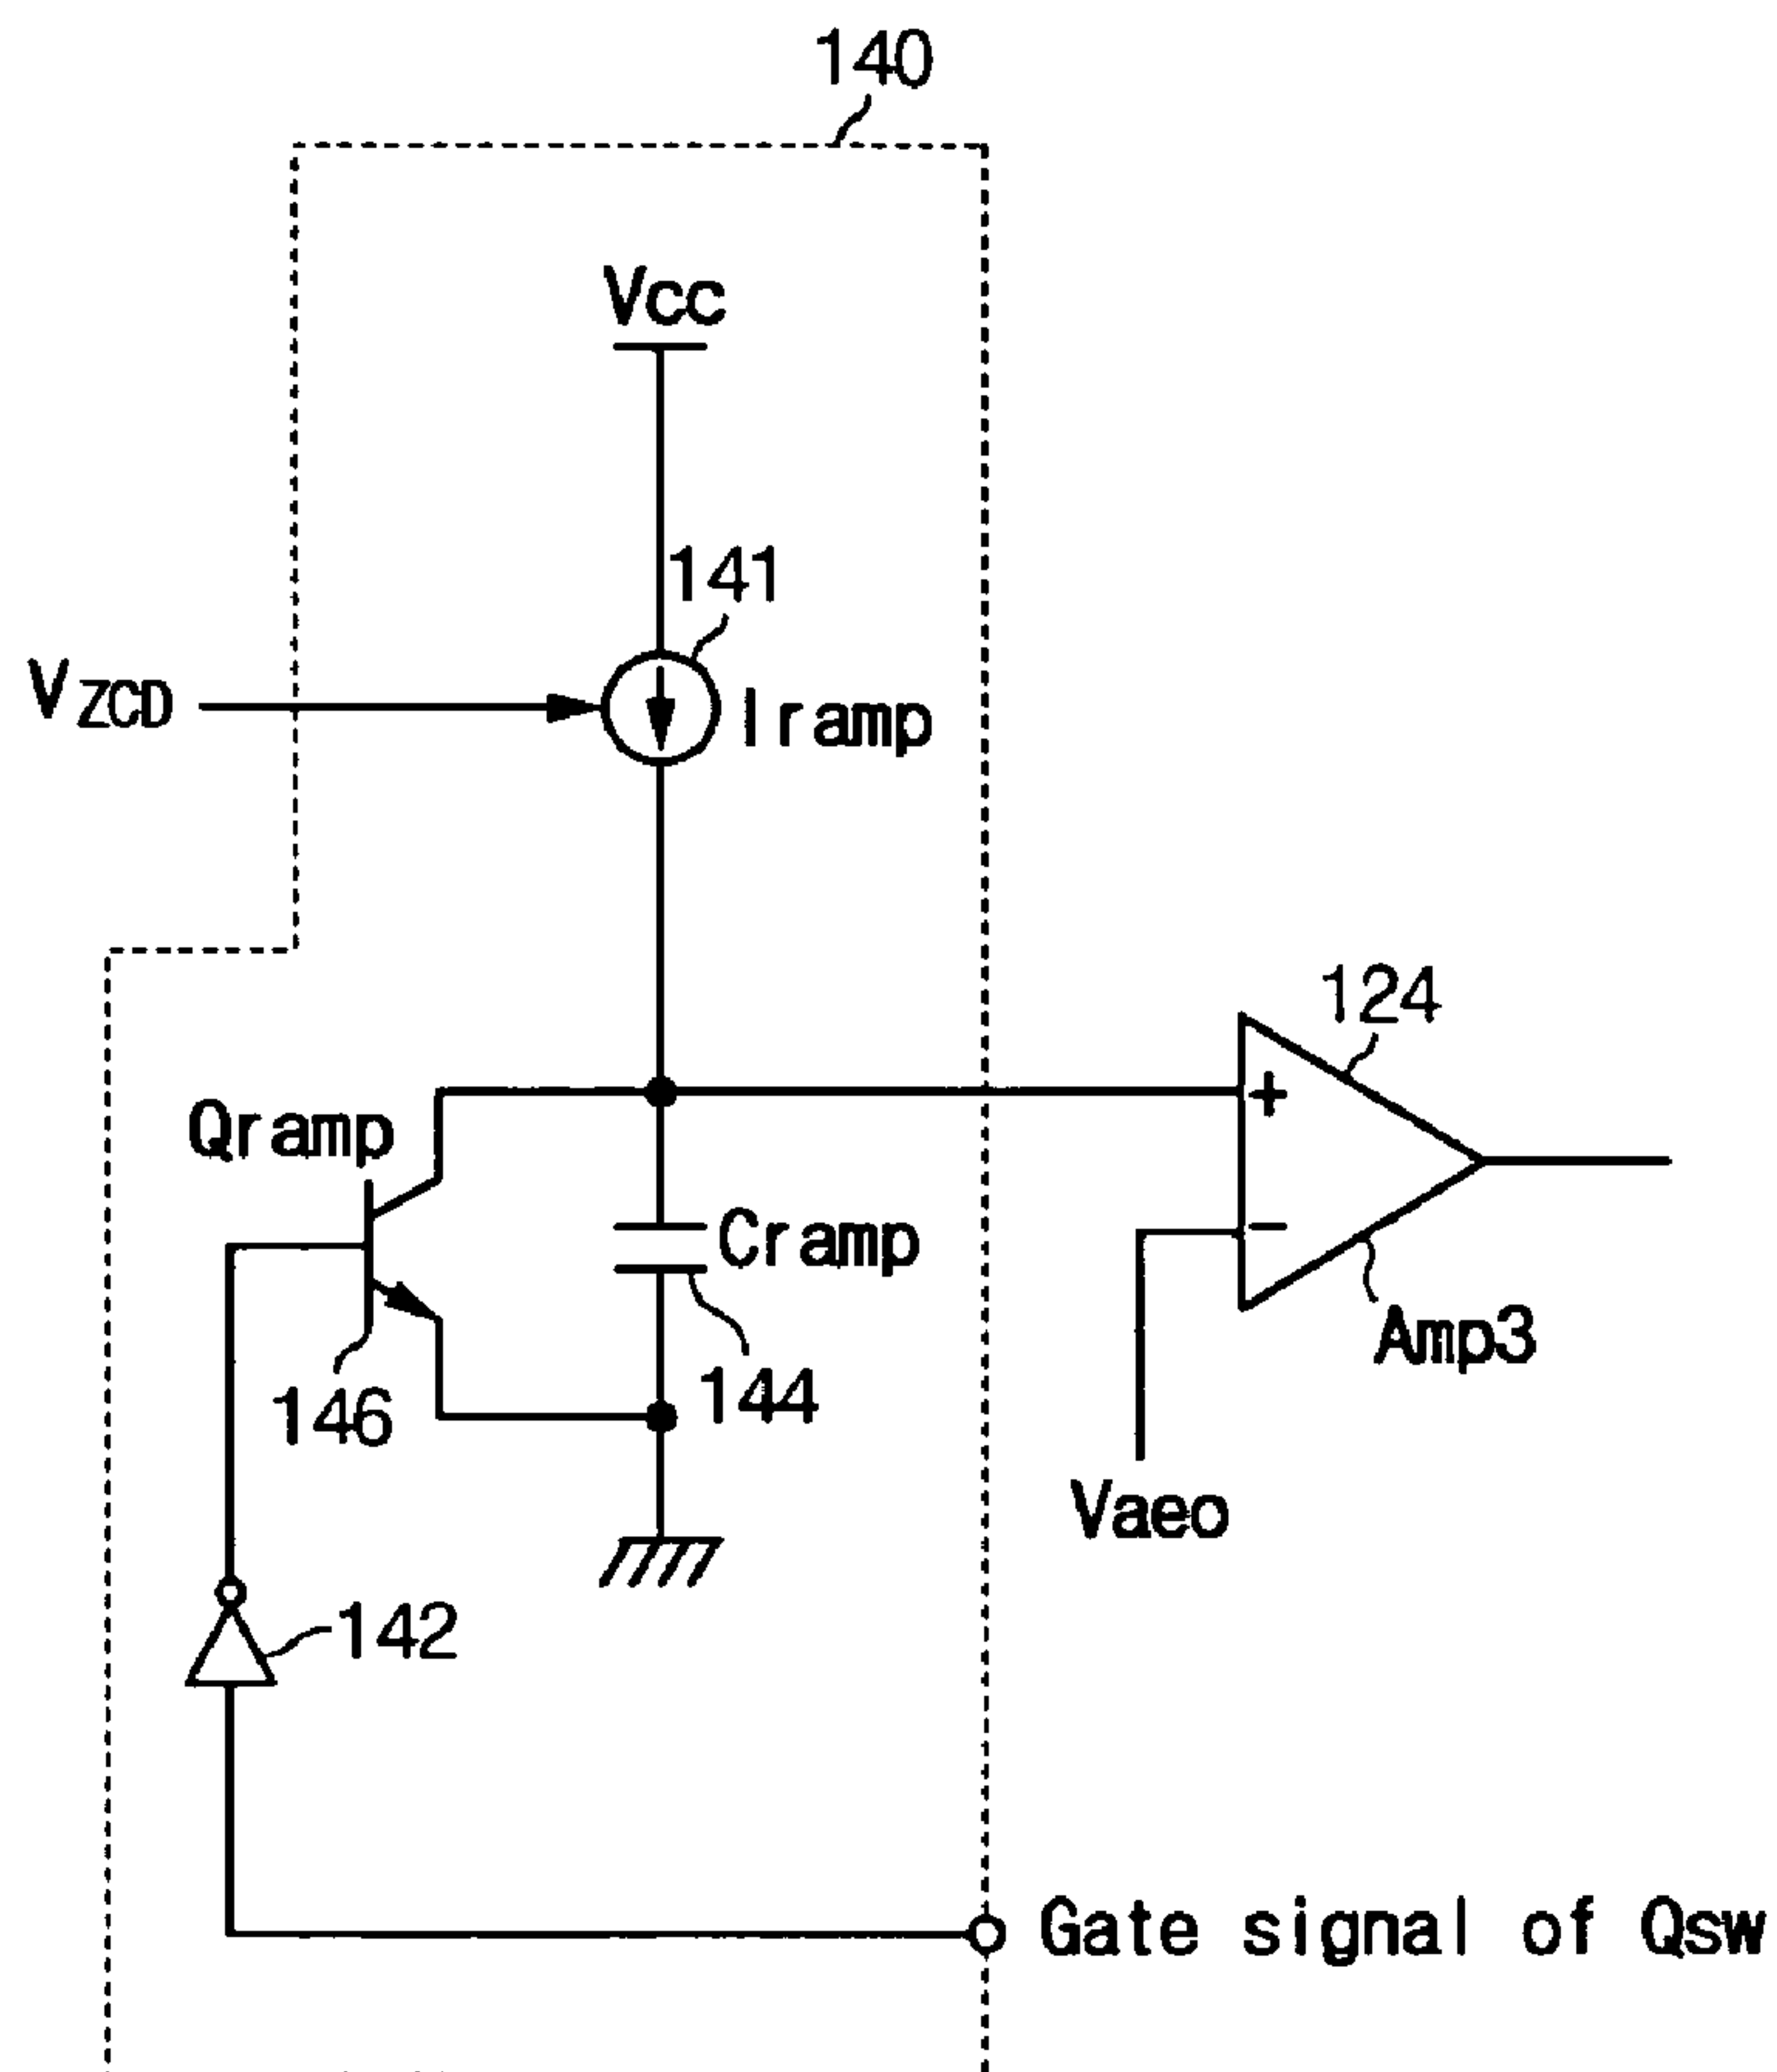 140
Vcc
141
VZCD
Iramp
124
+
Qramp
Cramp
−
Amp3
146
144
Vaeo
142
Gate signal of Qsw